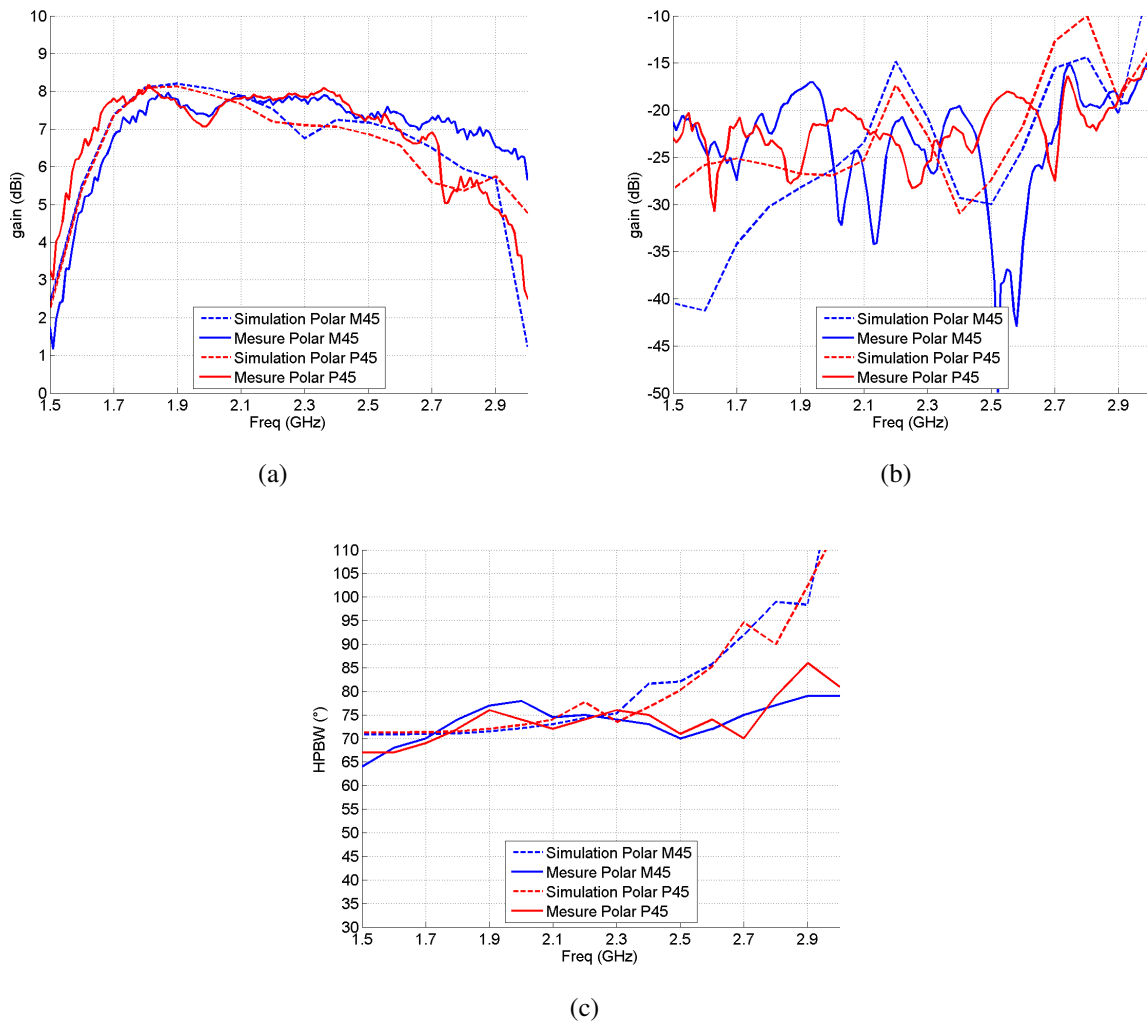 10
9
8
7
6
5
4
3
2
1
0
gain (dBi)
1.5 1.7 1.9 2.1 2.3 2.5 2.7 2.9
Freq (GHz)
Simulation Polar M45
Mesure Polar M45
Simulation Polar P45
Mesure Polar P45
(a)
-10
-15
-20
-25
-30
-35
-40
-45
-50
gain (dBi)
1.5 1.7 1.9 2.1 2.3 2.5 2.7 2.9
Freq (GHz)
Simulation Polar M45
Mesure Polar M45
Simulation Polar P45
Mesure Polar P45
(b)
110
105
100
95
90
85
80
75
70
65
60
55
50
45
40
35
30
HPBW (°)
1.5 1.7 1.9 2.1 2.3 2.5 2.7 2.9
Freq (GHz)
Simulation Polar M45
Mesure Polar M45
Simulation Polar P45
Mesure Polar P45
(c)